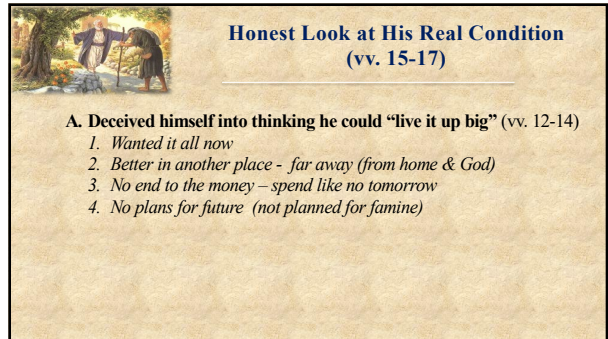 Honest Look at His Real Condition
(vv. 15-17)
A. Deceived himself into thinking he could “live it up big” (vv. 12-14)
1. Wanted it all now
2. Better in another place - far away (from home & God)
3. No end to the money – spend like no tomorrow
4. No plans for future (not planned for famine)